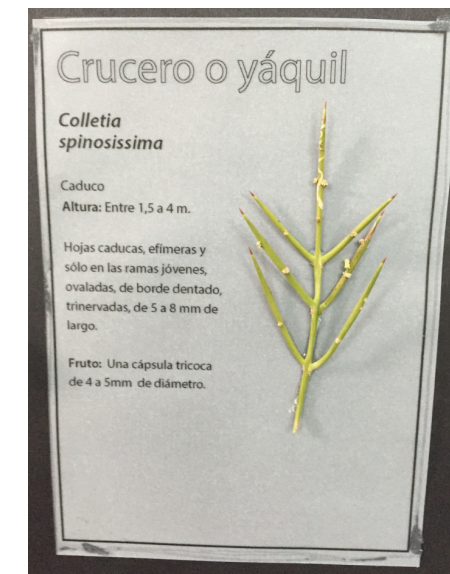 Crucero o yáquil
Colletia
spinosissima
Caduco
Altura: Entre 1,5 a 4 m.
Hojas caducas, efímeras y
sólo en las ramas jóvenes,
ovaladas, de borde dentado,
trinervadas, de 5 a 8 mm de
largo.
Fruto: Una cápsula tricoca
de 4 a 5mm de diámetro.